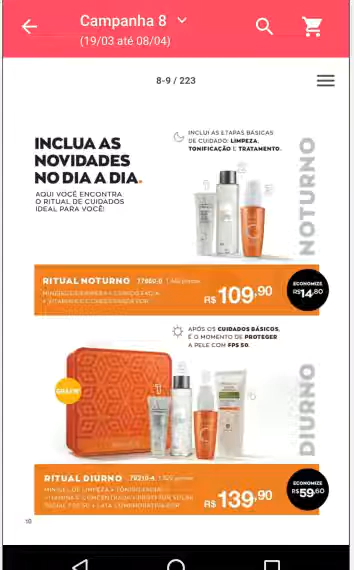 Campanha 8
(19/03 até 08/04)
8-9 / 223
INCLUA AS
NOVIDADES
NO DIA A DIA.
AQUI VOCÊ ENCONTRA
O RITUAL DE CUIDADOS
IDEAL PARA VOCÊ!
INCLUI AS ETAPAS BÁSICAS
DE CUIDADO: LIMPEZA,
TONIFICAÇÃO E TRATAMENTO.
NOTURNO
RITUAL NOTURNO
R$109,90
ECONOMIZE
R$14,80
APÓS OS CUIDADOS BÁSICOS,
É O MOMENTO DE PROTEGER
A PELE COM FPS 50.
DIURNO
RITUAL DIURNO
R$139,90
ECONOMIZE
R$59,60
10